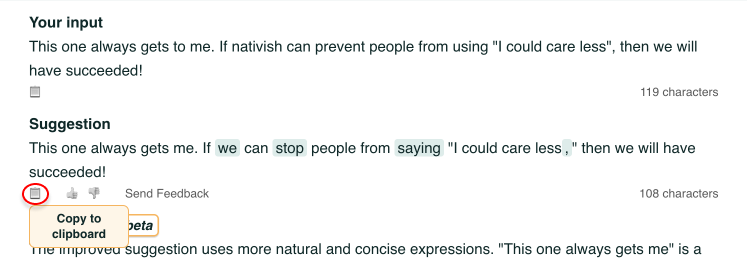 Your input
This one always gets to me. If nativish can prevent people from using "I could care less", then we will
have succeeded!
119 characters
Suggestion
This one always gets me. If we can stop people from saying "I could care less," then we will have
succeeded!
Send Feedback 108 characters
Copy to
clipboard
beta
The improved suggestion uses more natural and concise expressions. "This one always gets me" is a